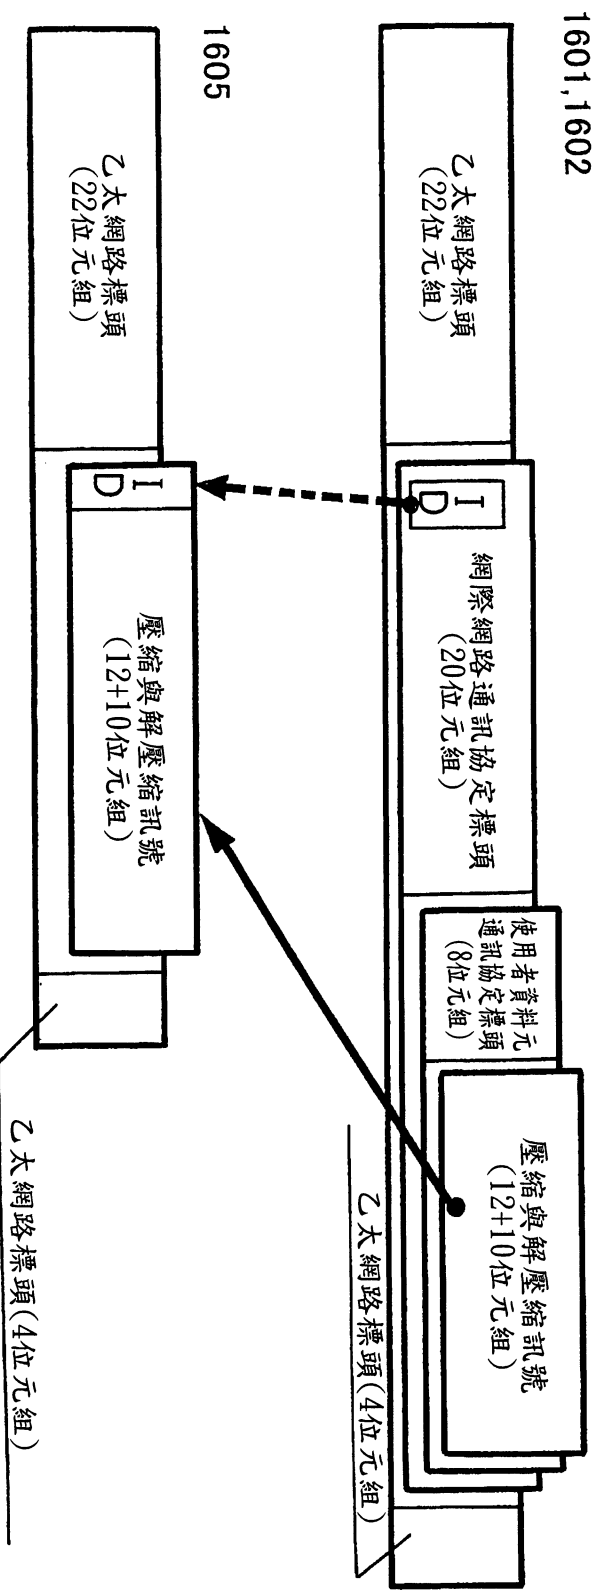 1601,1602
乙太網路標頭
(22位元組)
ID
網際網路通訊協定標頭
(20位元組)
使用者資料元
通訊協定標頭
(8位元組)
壓縮與解壓縮訊號
(12+10位元組)
乙太網路標頭(4位元組)
1605
乙太網路標頭
(22位元組)
ID
壓縮與解壓縮訊號
(12+10位元組)
乙太網路標頭(4位元組)